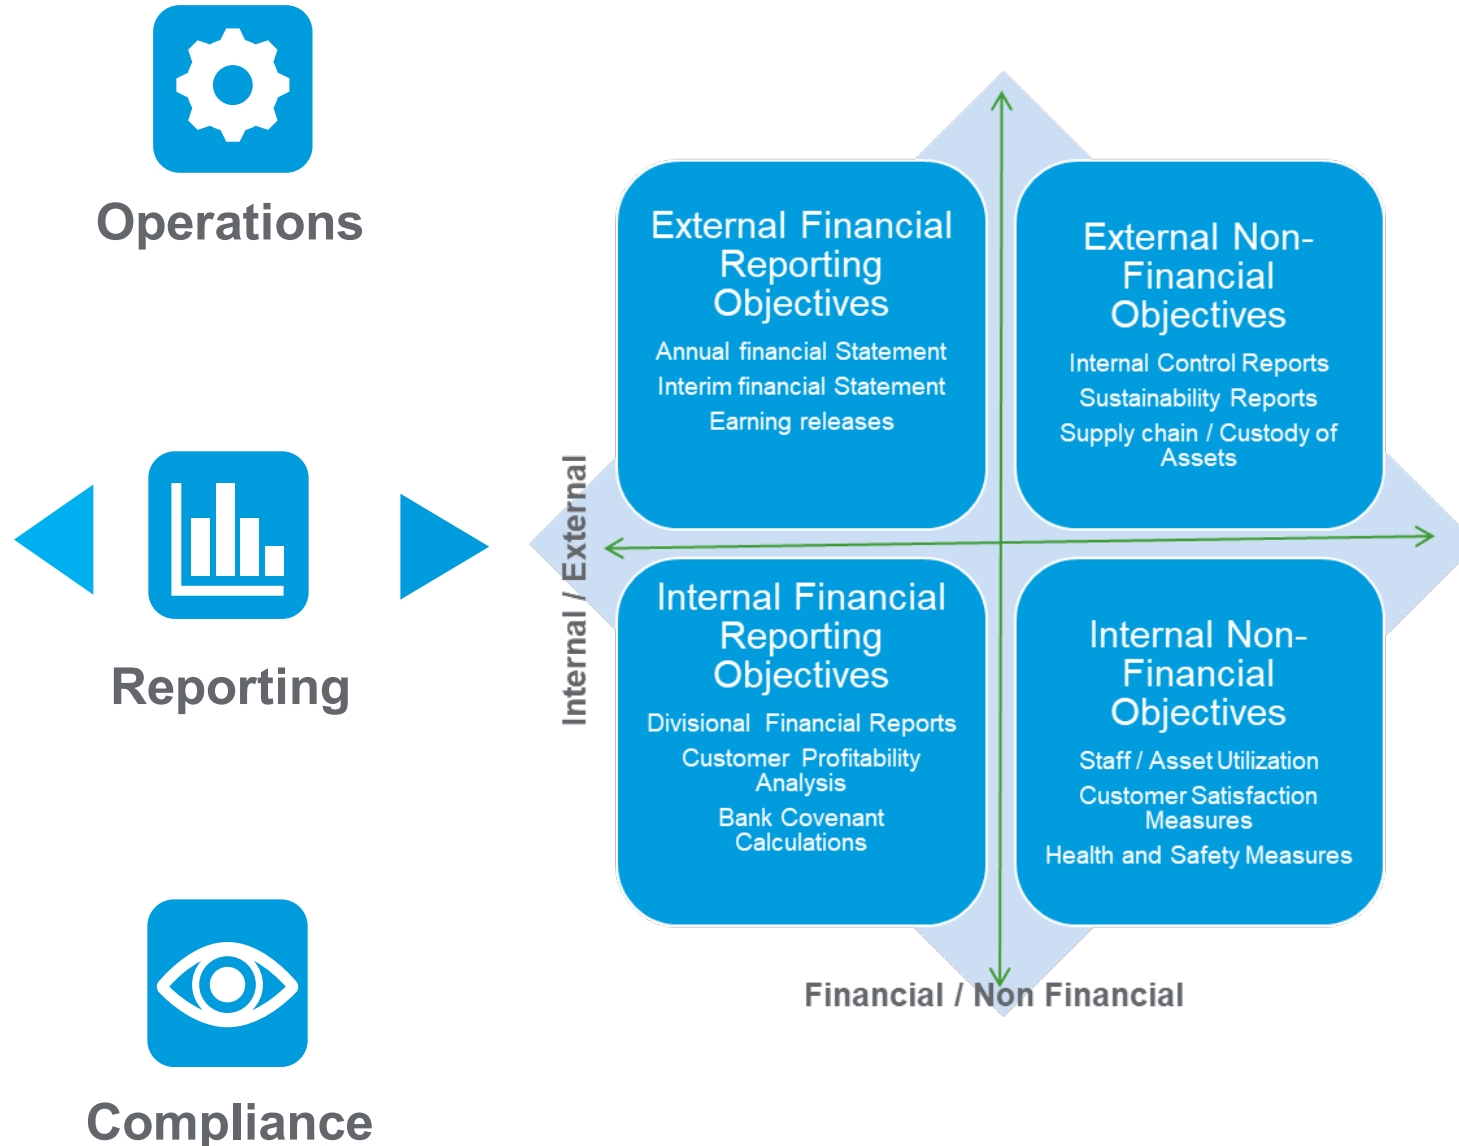 Operations
Reporting
Compliance
External Financial
Reporting
Objectives
Annual financial Statement
Interim financial Statement
Earning releases
External Non-
Financial
Objectives
Internal Control Reports
Sustainability Reports
Supply chain / Custody of
Assets
Internal / External
Internal Financial
Reporting
Objectives
Divisional Financial Reports
Customer Profitability
Analysis
Bank Covenant
Calculations
Internal Non-
Financial
Objectives
Staff / Asset Utilization
Customer Satisfaction
Measures
Health and Safety Measures
Financial / Non Financial